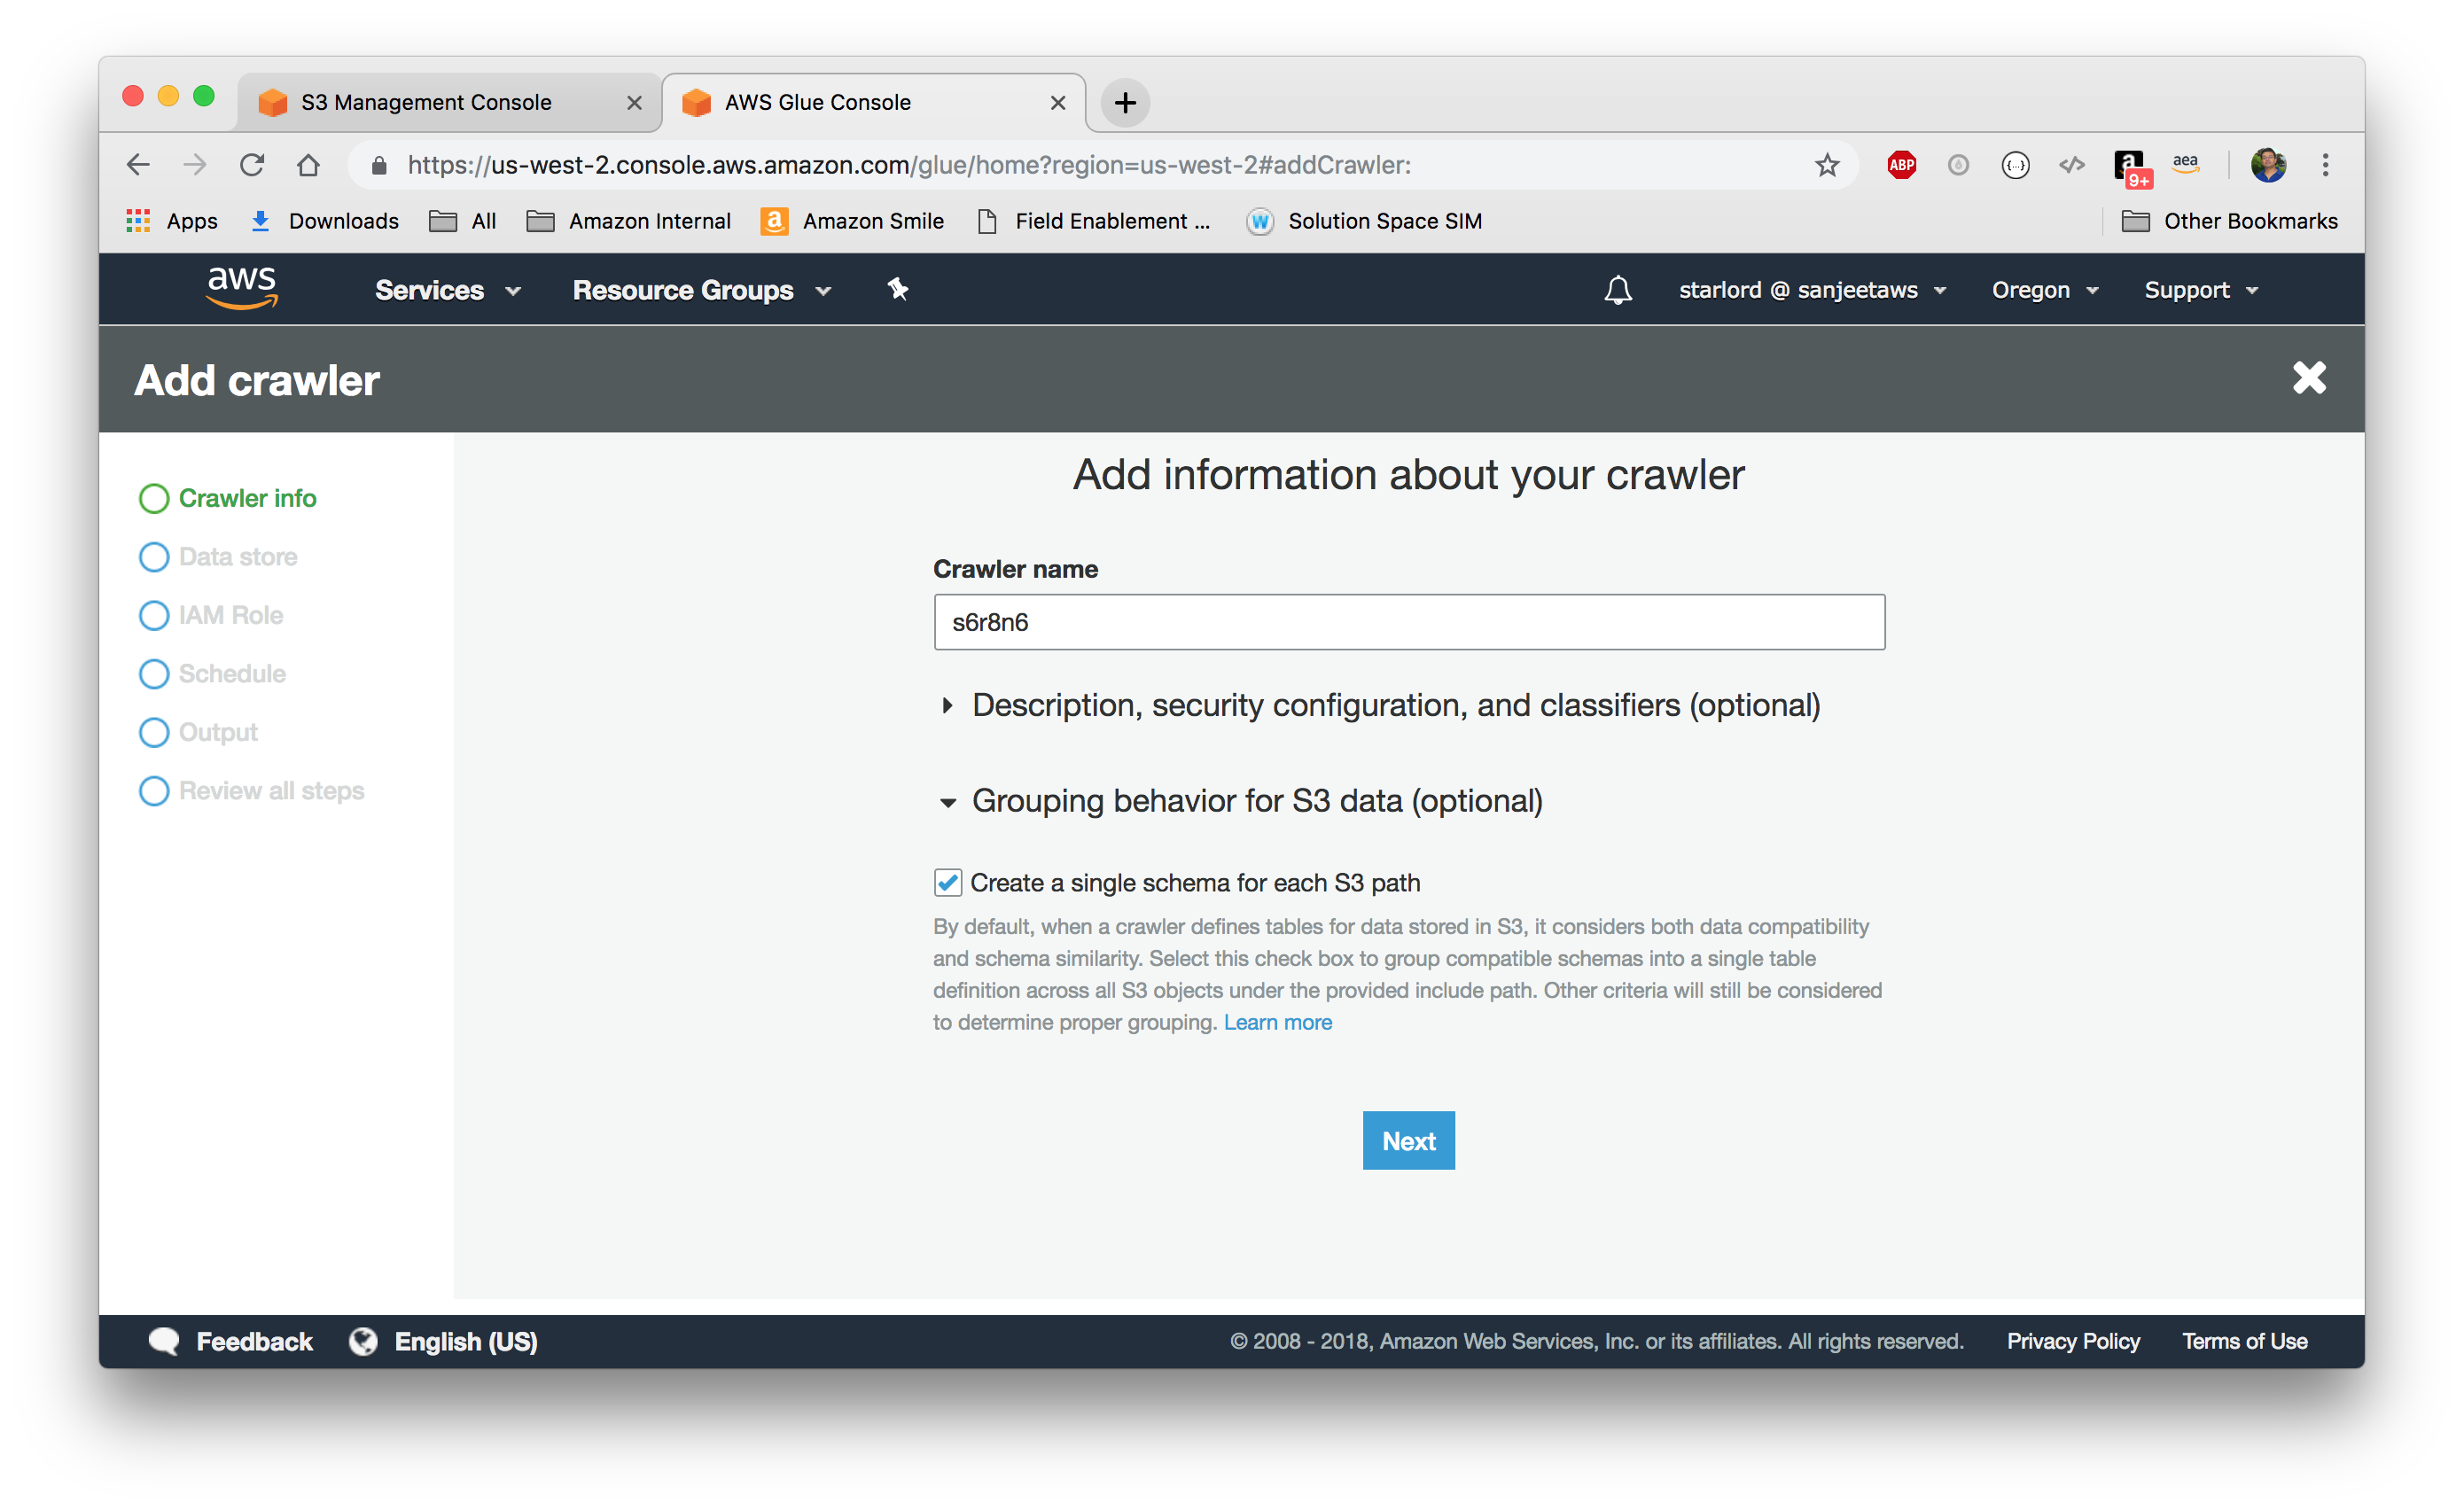 S3 Management Console
AWS Glue Console
https://us-west-2.console.aws.amazon.com/glue/home?region=us-west-2#addCrawler:
ABP
{...}
</>
a
9+
aea
Apps
Downloads
All
Amazon Internal
a
Amazon Smile
Field Enablement ...
W
Solution Space SIM
Other Bookmarks
aws
Services
Resource Groups
starlord @ sanjeetaws
Oregon
Support
Add crawler
Crawler info
Data store
IAM Role
Schedule
Output
Review all steps
Add information about your crawler
Crawler name
s6r8n6
Description, security configuration, and classifiers (optional)
Grouping behavior for S3 data (optional)
Create a single schema for each S3 path
By default, when a crawler defines tables for data stored in S3, it considers both data compatibility
and schema similarity. Select this check box to group compatible schemas into a single table
definition across all S3 objects under the provided include path. Other criteria will still be considered
to determine proper grouping. Learn more
Next
Feedback
English (US)
© 2008 - 2018, Amazon Web Services, Inc. or its affiliates. All rights reserved.
Privacy Policy
Terms of Use